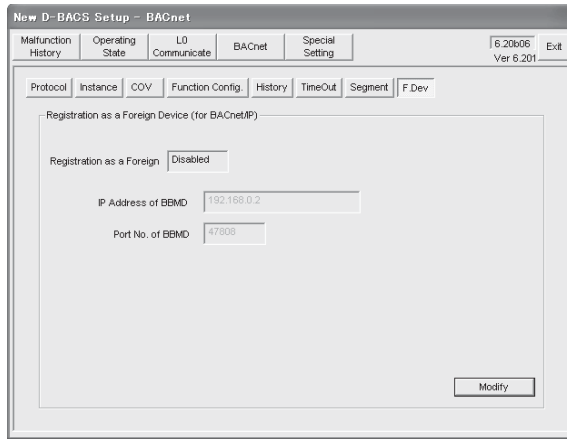 New D-BACS Setup - BACnet
Malfunction History
Operating State
L0 Communicate
BACnet
Special Setting
6.20b06
Ver 6.201
Exit
Protocol
Instance
COV
Function Config.
History
TimeOut
Segment
F.Dev
Registration as a Foreign Device (for BACnet/IP)
Registration as a Foreign Disabled
IP Address of BBMD 192.168.0.2
Port No. of BBMD 47808
Modify